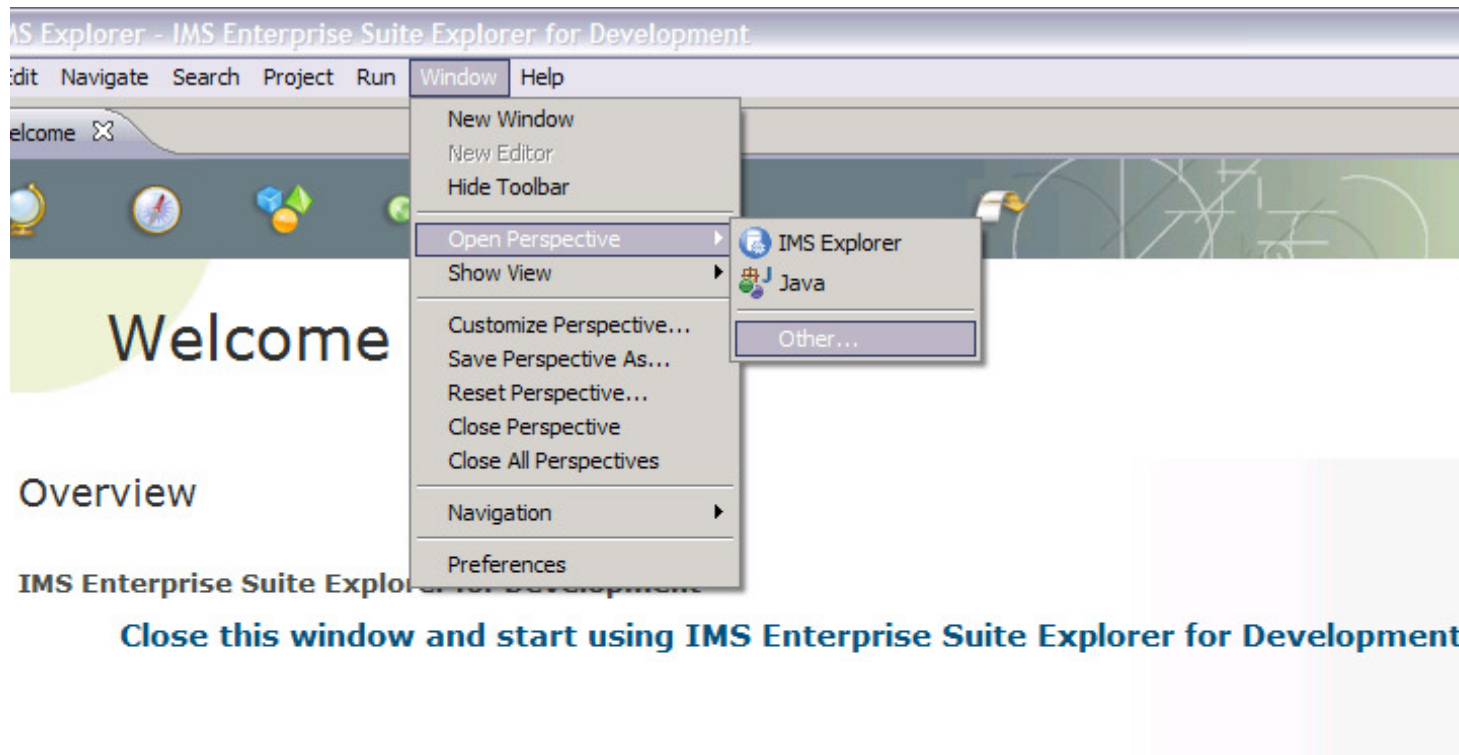 MS Explorer - IMS Enterprise Suite Explorer for Development
Edit Navigate Search Project Run Window Help
elcome
New Window
New Editor
Hide Toolbar
Open Perspective
Show View
Customize Perspective...
Save Perspective As...
Reset Perspective...
Close Perspective
Close All Perspectives
Navigation
Preferences
IMS Explorer
Java
Other...
Welcome
Overview
IMS Enterprise Suite Explorer for Development
Close this window and start using IMS Enterprise Suite Explorer for Development